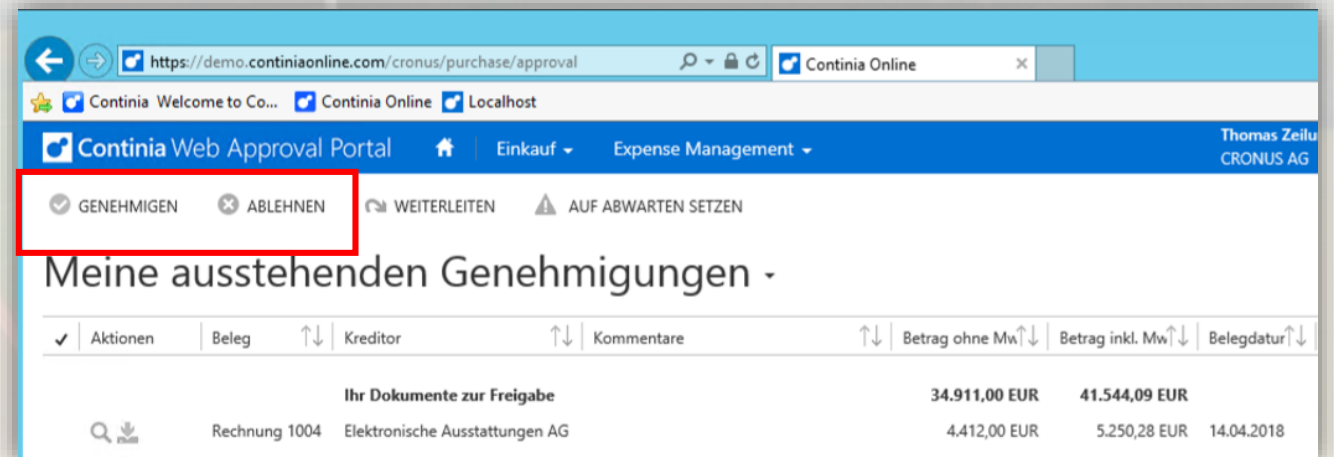 https://demo.continiaonline.com/cronus/purchase/approval
Continia Online
Continia Welcome to Co... Continia Online Localhost
Continia Web Approval Portal Einkauf Expense Management
Thomas Zeilu
CRONUS AG
GENEHMIGEN ABLEHNEN WEITERLEITEN AUF ABWARTEN SETZEN
Meine ausstehenden Genehmigungen
Aktionen Beleg Kreditor Kommentare Betrag ohne Mw Betrag inkl. Mw Belegdatur
Ihr Dokumente zur Freigabe 34.911,00 EUR 41.544,09 EUR
Rechnung 1004 Elektronische Ausstattungen AG 4.412,00 EUR 5.250,28 EUR 14.04.2018